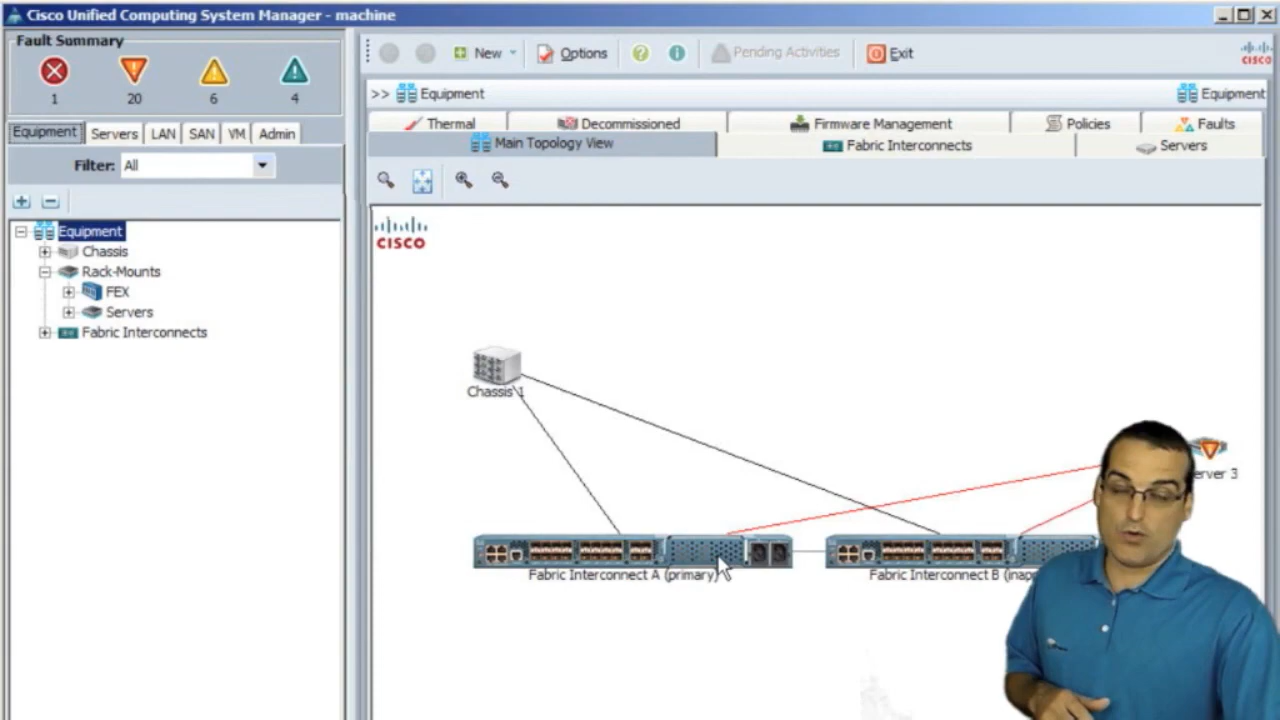 Cisco Unified Computing System Manager - machine
Fault Summary
1 20 6 4
New Options Pending Activities Exit
CISCO
>> Equipment Equipment
Equipment Servers LAN SAN VM Admin
Filter: All
Thermal Decommissioned Firmware Management Policies Faults
Main Topology View Fabric Interconnects Servers
Equipment
Chassis
Rack-Mounts
FEX
Servers
Fabric Interconnects
CISCO
Chassis 1
erver 3
Fabric Interconnect A (primary)
Fabric Interconnect B